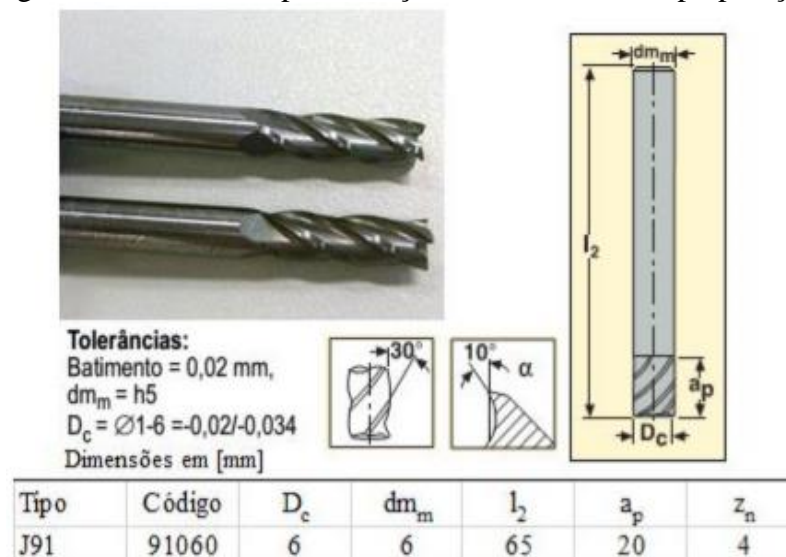 Tolerâncias:
Batimento = 0,02 mm,
dmm = h5
Dc = ∅1-6 =-0,02/-0,034
Dimensões em [mm]
30°
10°
α
dmm
l2
ap
Dc
Tipo Código Dc dmm l2 ap zn
J91 91060 6 6 65 20 4